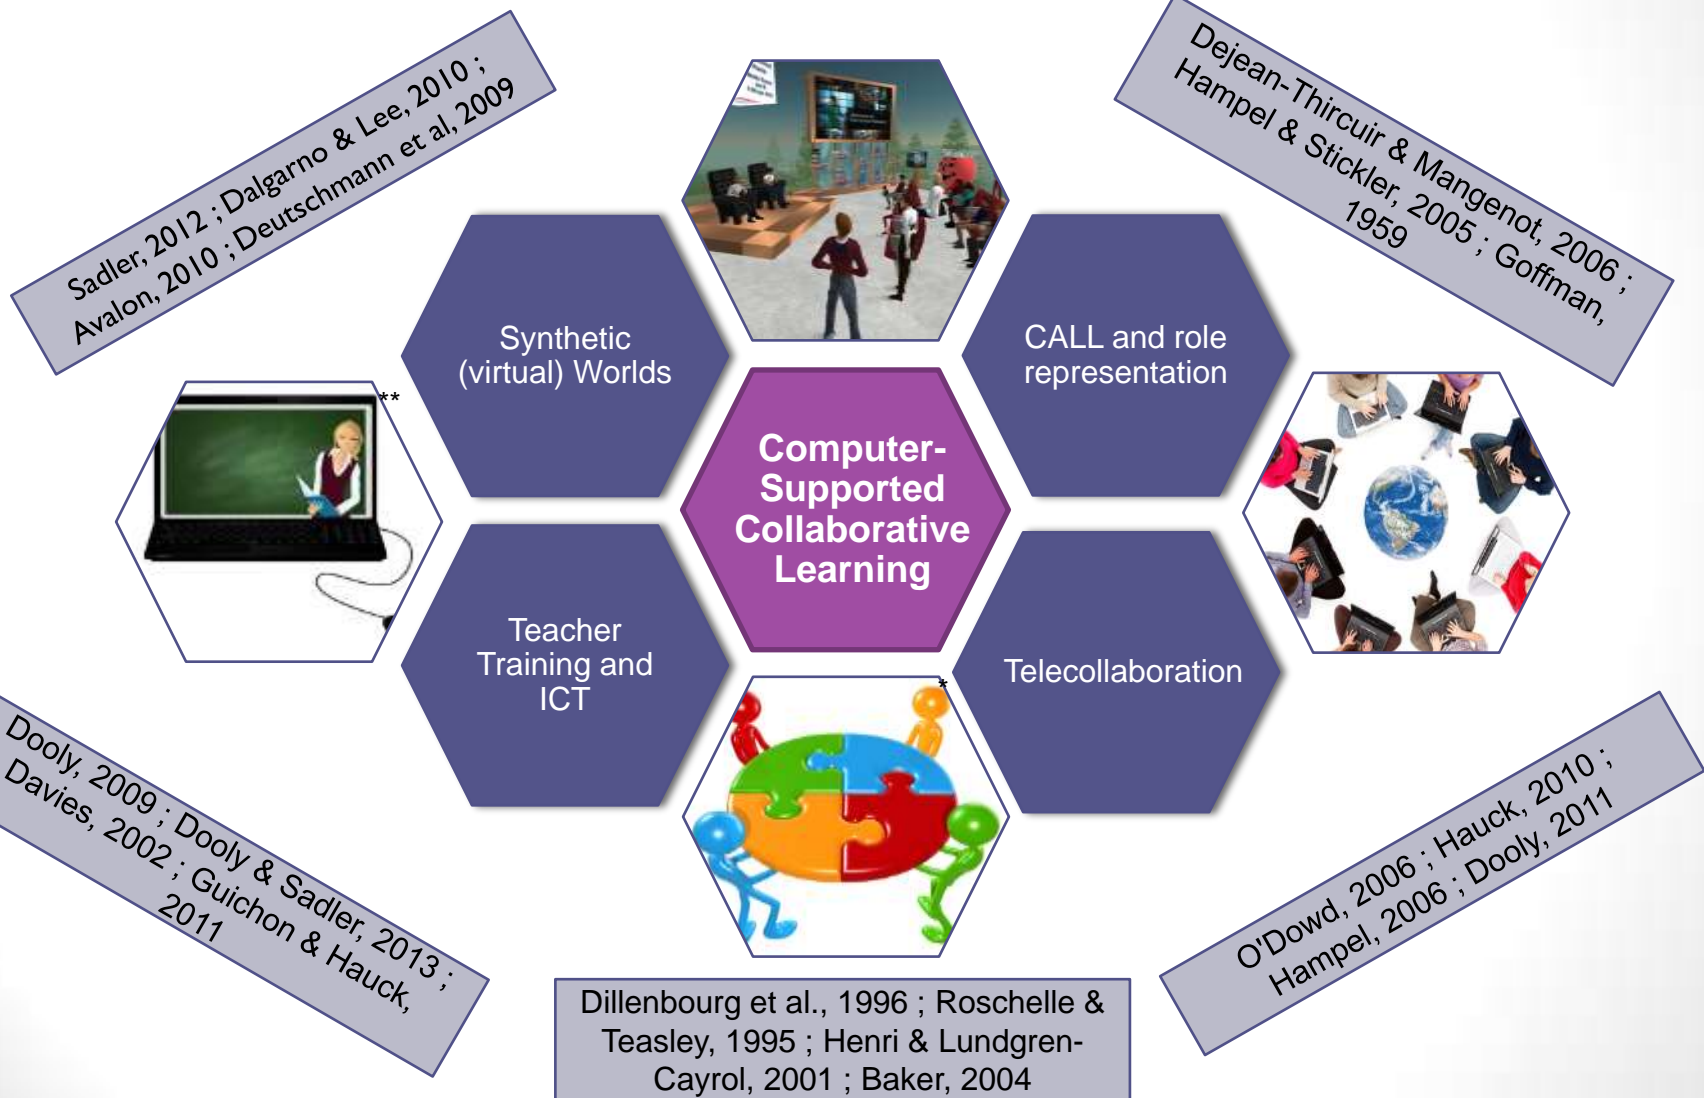 Sadler, 2012 ; Dalgarno & Lee, 2010 ;
Avalon, 2010 ; Deutschmann et al, 2009
Dejean-Thircuir & Mangenot, 2006 ;
Hampel & Stickler, 2005 ; Goffman,
1959
Synthetic
(virtual) Worlds
CALL and role
representation
**
Computer-
Supported
Collaborative
Learning
Teacher
Training and
ICT
Telecollaboration
*
Dooly, 2009 ; Dooly & Sadler, 2013 ;
Davies, 2002 ; Guichon & Hauck,
2011
O'Dowd, 2006 ; Hauck, 2010 ;
Hampel, 2006 ; Dooly, 2011
Dillenbourg et al., 1996 ; Roschelle &
Teasley, 1995 ; Henri & Lundgren-
Cayrol, 2001 ; Baker, 2004